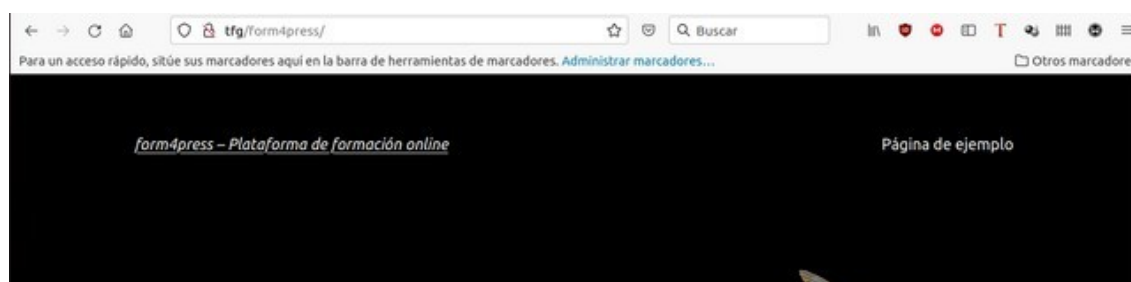 tfg/form4press/
Buscar
Para un acceso rápido, sitúe sus marcadores aquí en la barra de herramientas de marcadores. Administrar marcadores...
Otros marcadore
form4press – Plataforma de formación online
Página de ejemplo